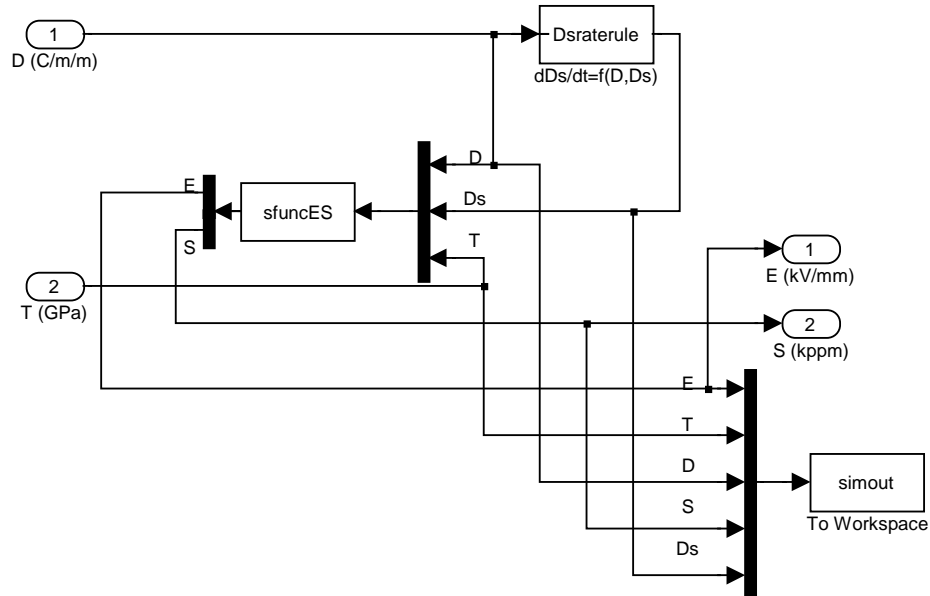 1
D (C/m/m)
Dsraterule
dDs/dt=f(D,Ds)
D
E
Ds
sfuncES
S
T
2
T (GPa)
1
E (kV/mm)
2
S (kppm)
E
T
D
S
Ds
simout
To Workspace